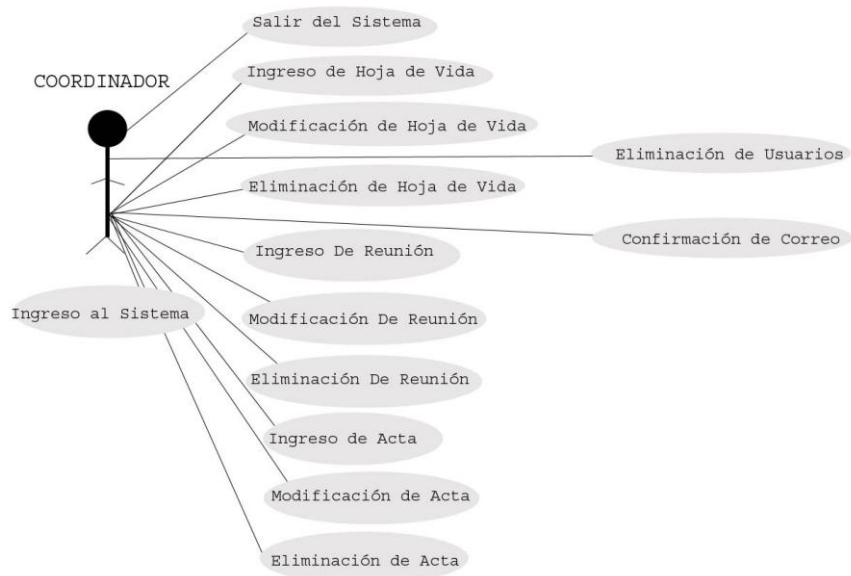 Salir del Sistema
COORDINADOR
Ingreso de Hoja de Vida
Modificación de Hoja de Vida
Eliminación de Usuarios
Eliminación de Hoja de Vida
Confirmación de Correo
Ingreso De Reunión
Ingreso al Sistema
Modificación De Reunión
Eliminación De Reunión
Ingreso de Acta
Modificación de Acta
Eliminación de Acta